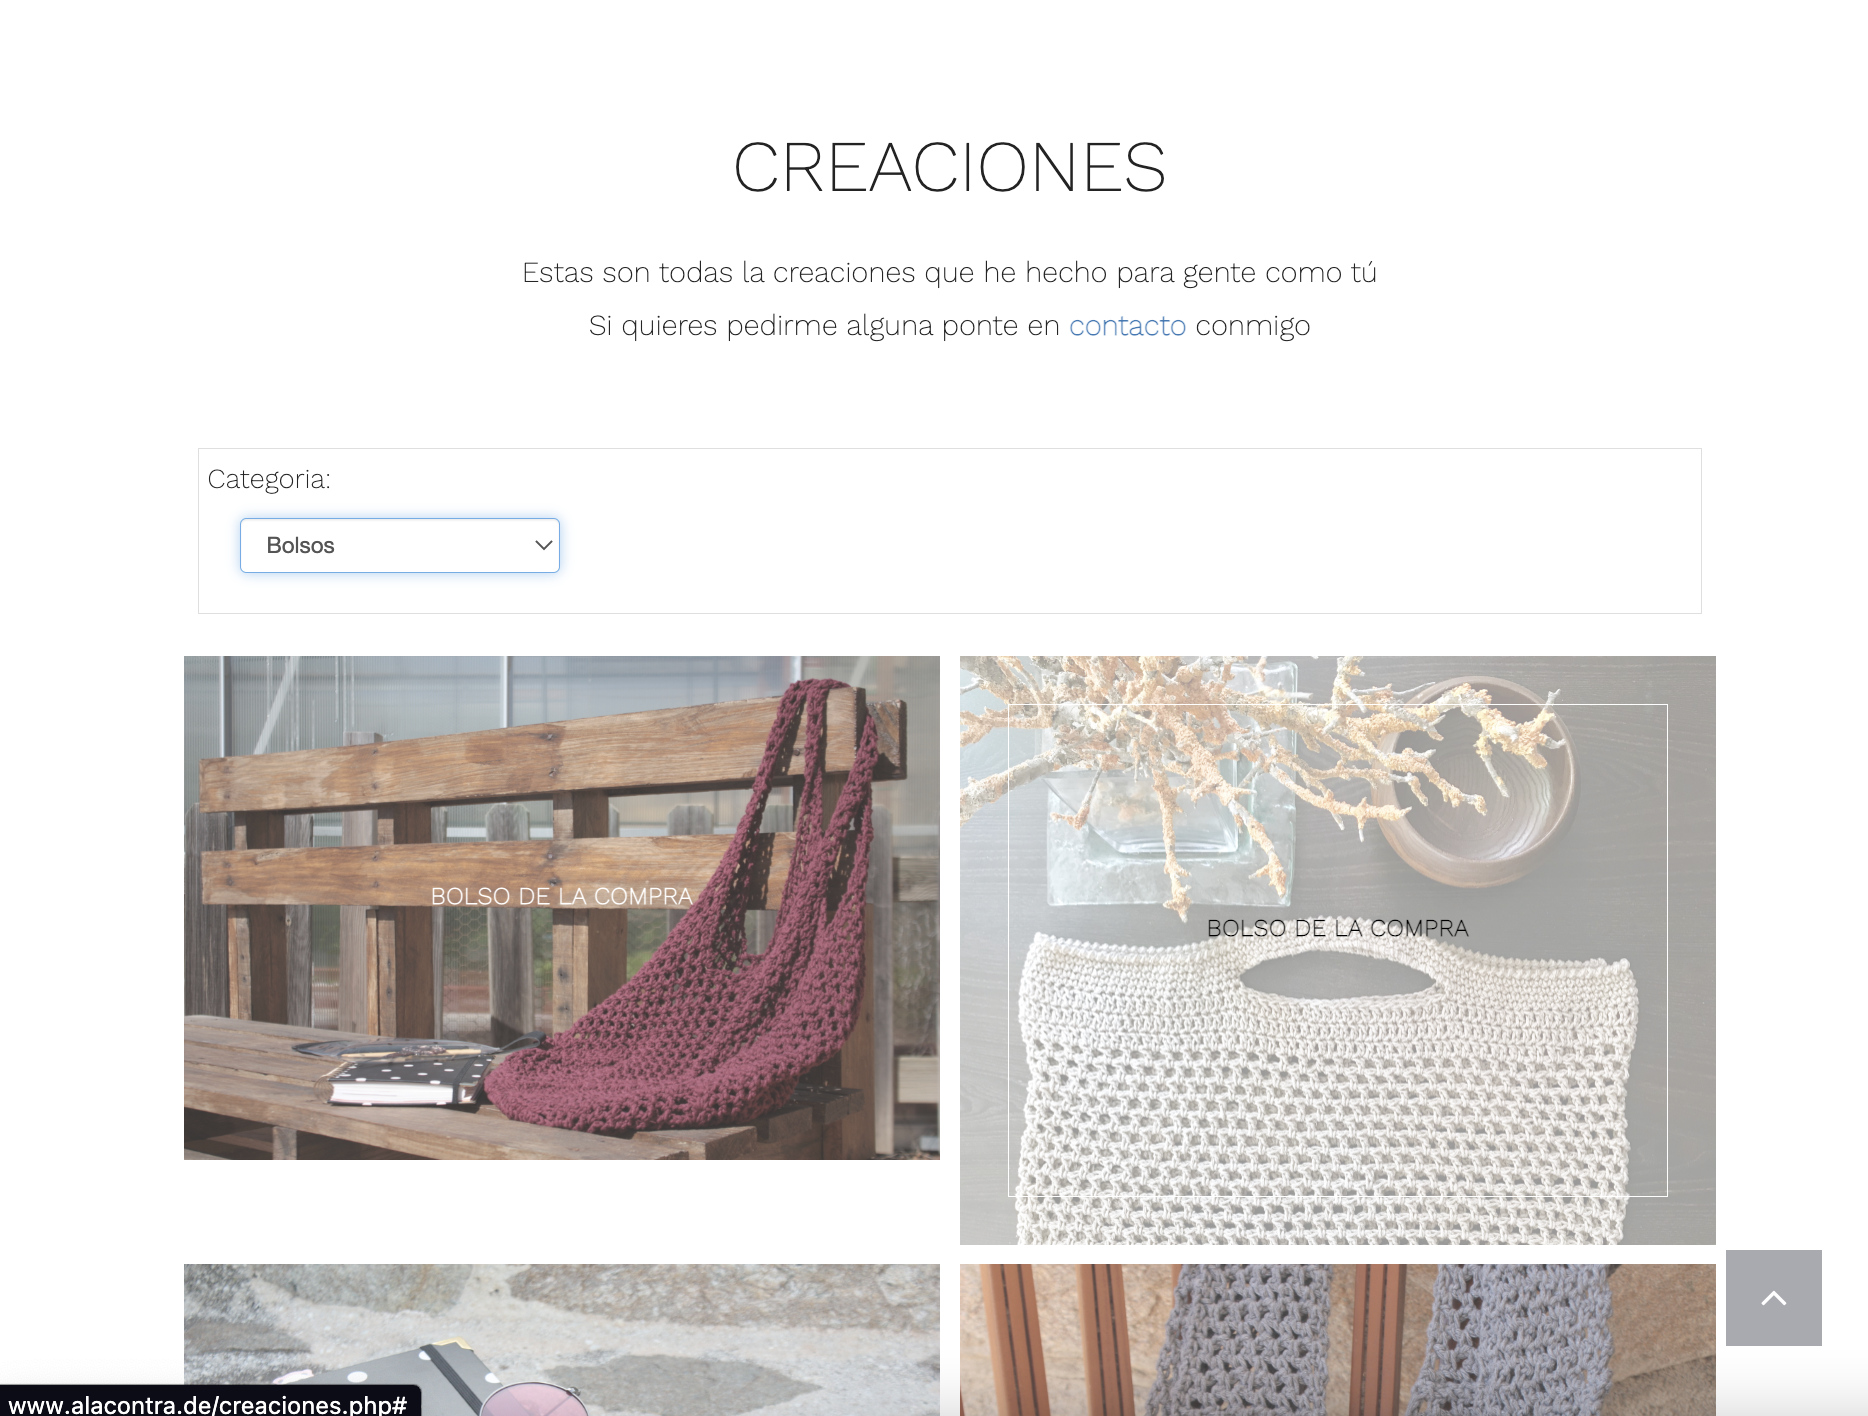 CREACIONES
Estas son todas la creaciones que he hecho para gente como tú
Si quieres pedirme alguna ponte en contacto conmigo
Categoria:
Bolsos
BOLSO DE LA COMPRA
BOLSO DE LA COMPRA
www.alacontra.de/creaciones.php#